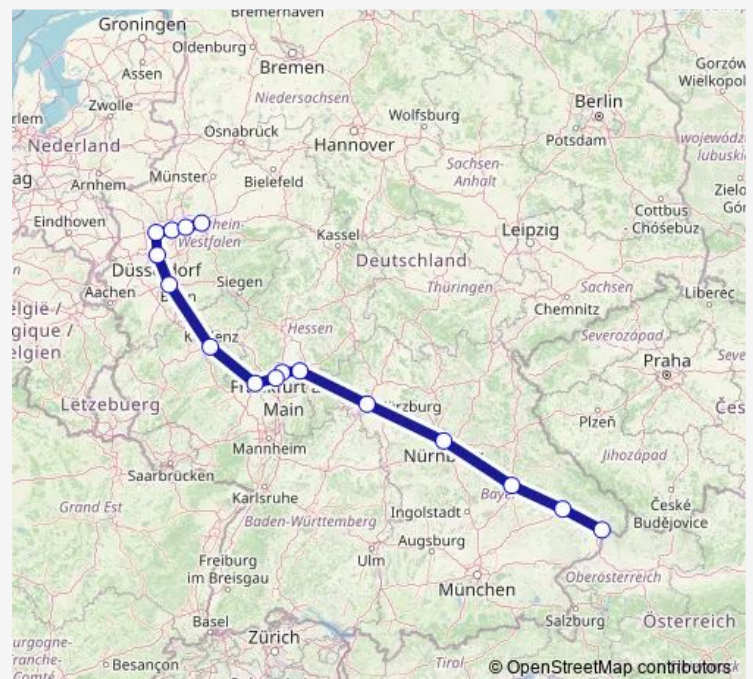 Bremerhaven
Groningen
Oldenburg
Bremen
Assen
Gorzów
Wielkopol
Zwolle
Niedersachsen
Berlin
Wolfsburg
Osnabrück
Hannover
Potsdam
Nederland
Münster
Bielefeld
Sachsen-
Anhalt
Arnhem
Eindhoven
Cottbus
- Chóśebuz
Westfalen
Kassel
Leipzig
Deutschland
Aachen
Siegen
Thüringen
Sachsen
Liberec
Chemnitz
Hessen
Severozápad
Praha
Main
Lëtzebuerg
Mannheim
Plzeň
Saarbrücken
Jihozápad
Karlsruhe
Grand Est
Ingolstadt
České
Budějovice
Baden-Württemberg
Augsburg
Freiburg
im Breisgau
Ulm
München
Oberösterreich
Basel
Salzburg
Österreich
Zürich
Besançon
Tirol
© OpenStreetMap contributors